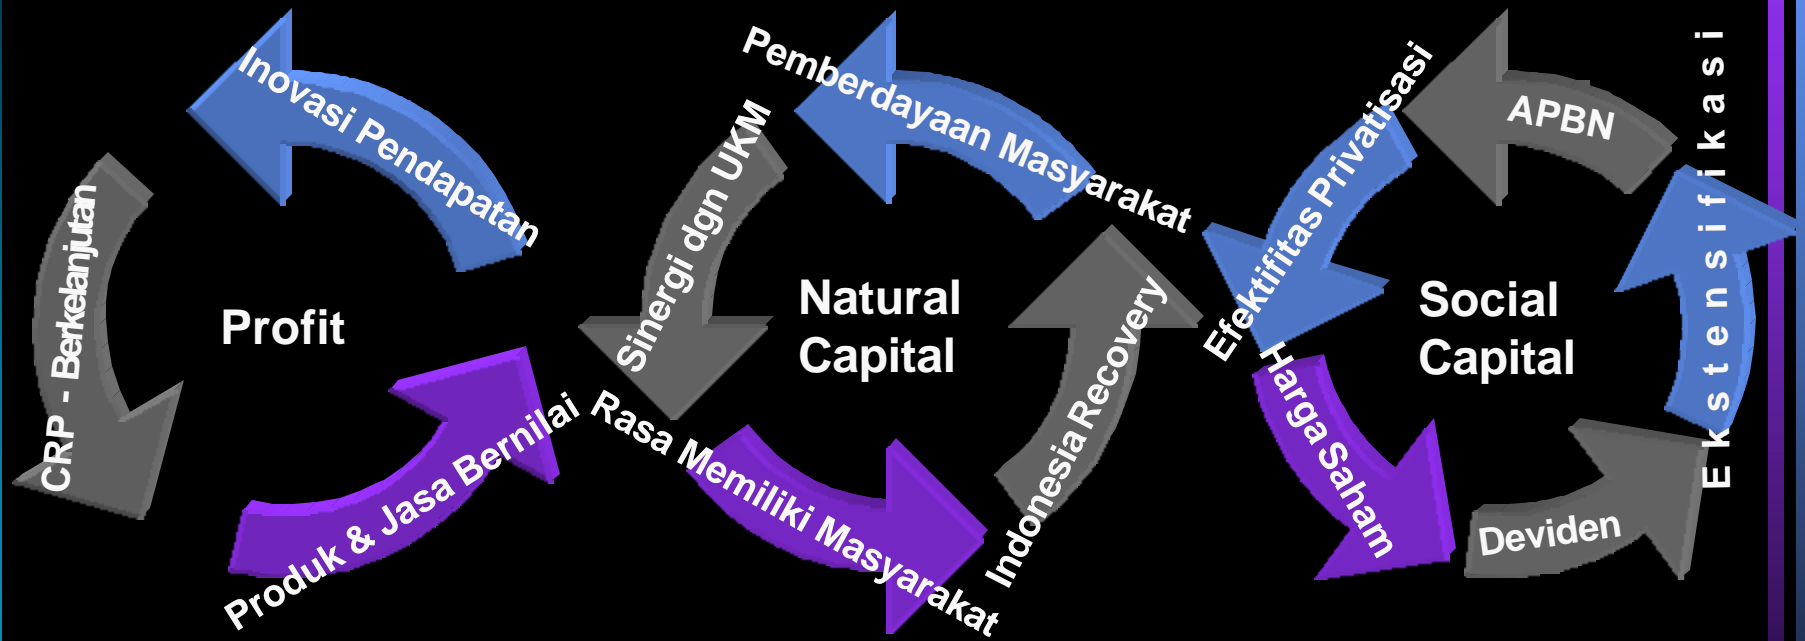 Inovasi Pendapatan
CRP - Berkelanjutan
Profit
Produk & Jasa Bernilai
Pemberdayaan Masyarakat
Sinergi dgn UKM
Natural
Capital
Rasa Memiliki Masyarakat
Indonesia Recovery
Efektifitas Privatisasi
APBN
Ekstensifikasi
Social
Capital
Harga Saham
Deviden